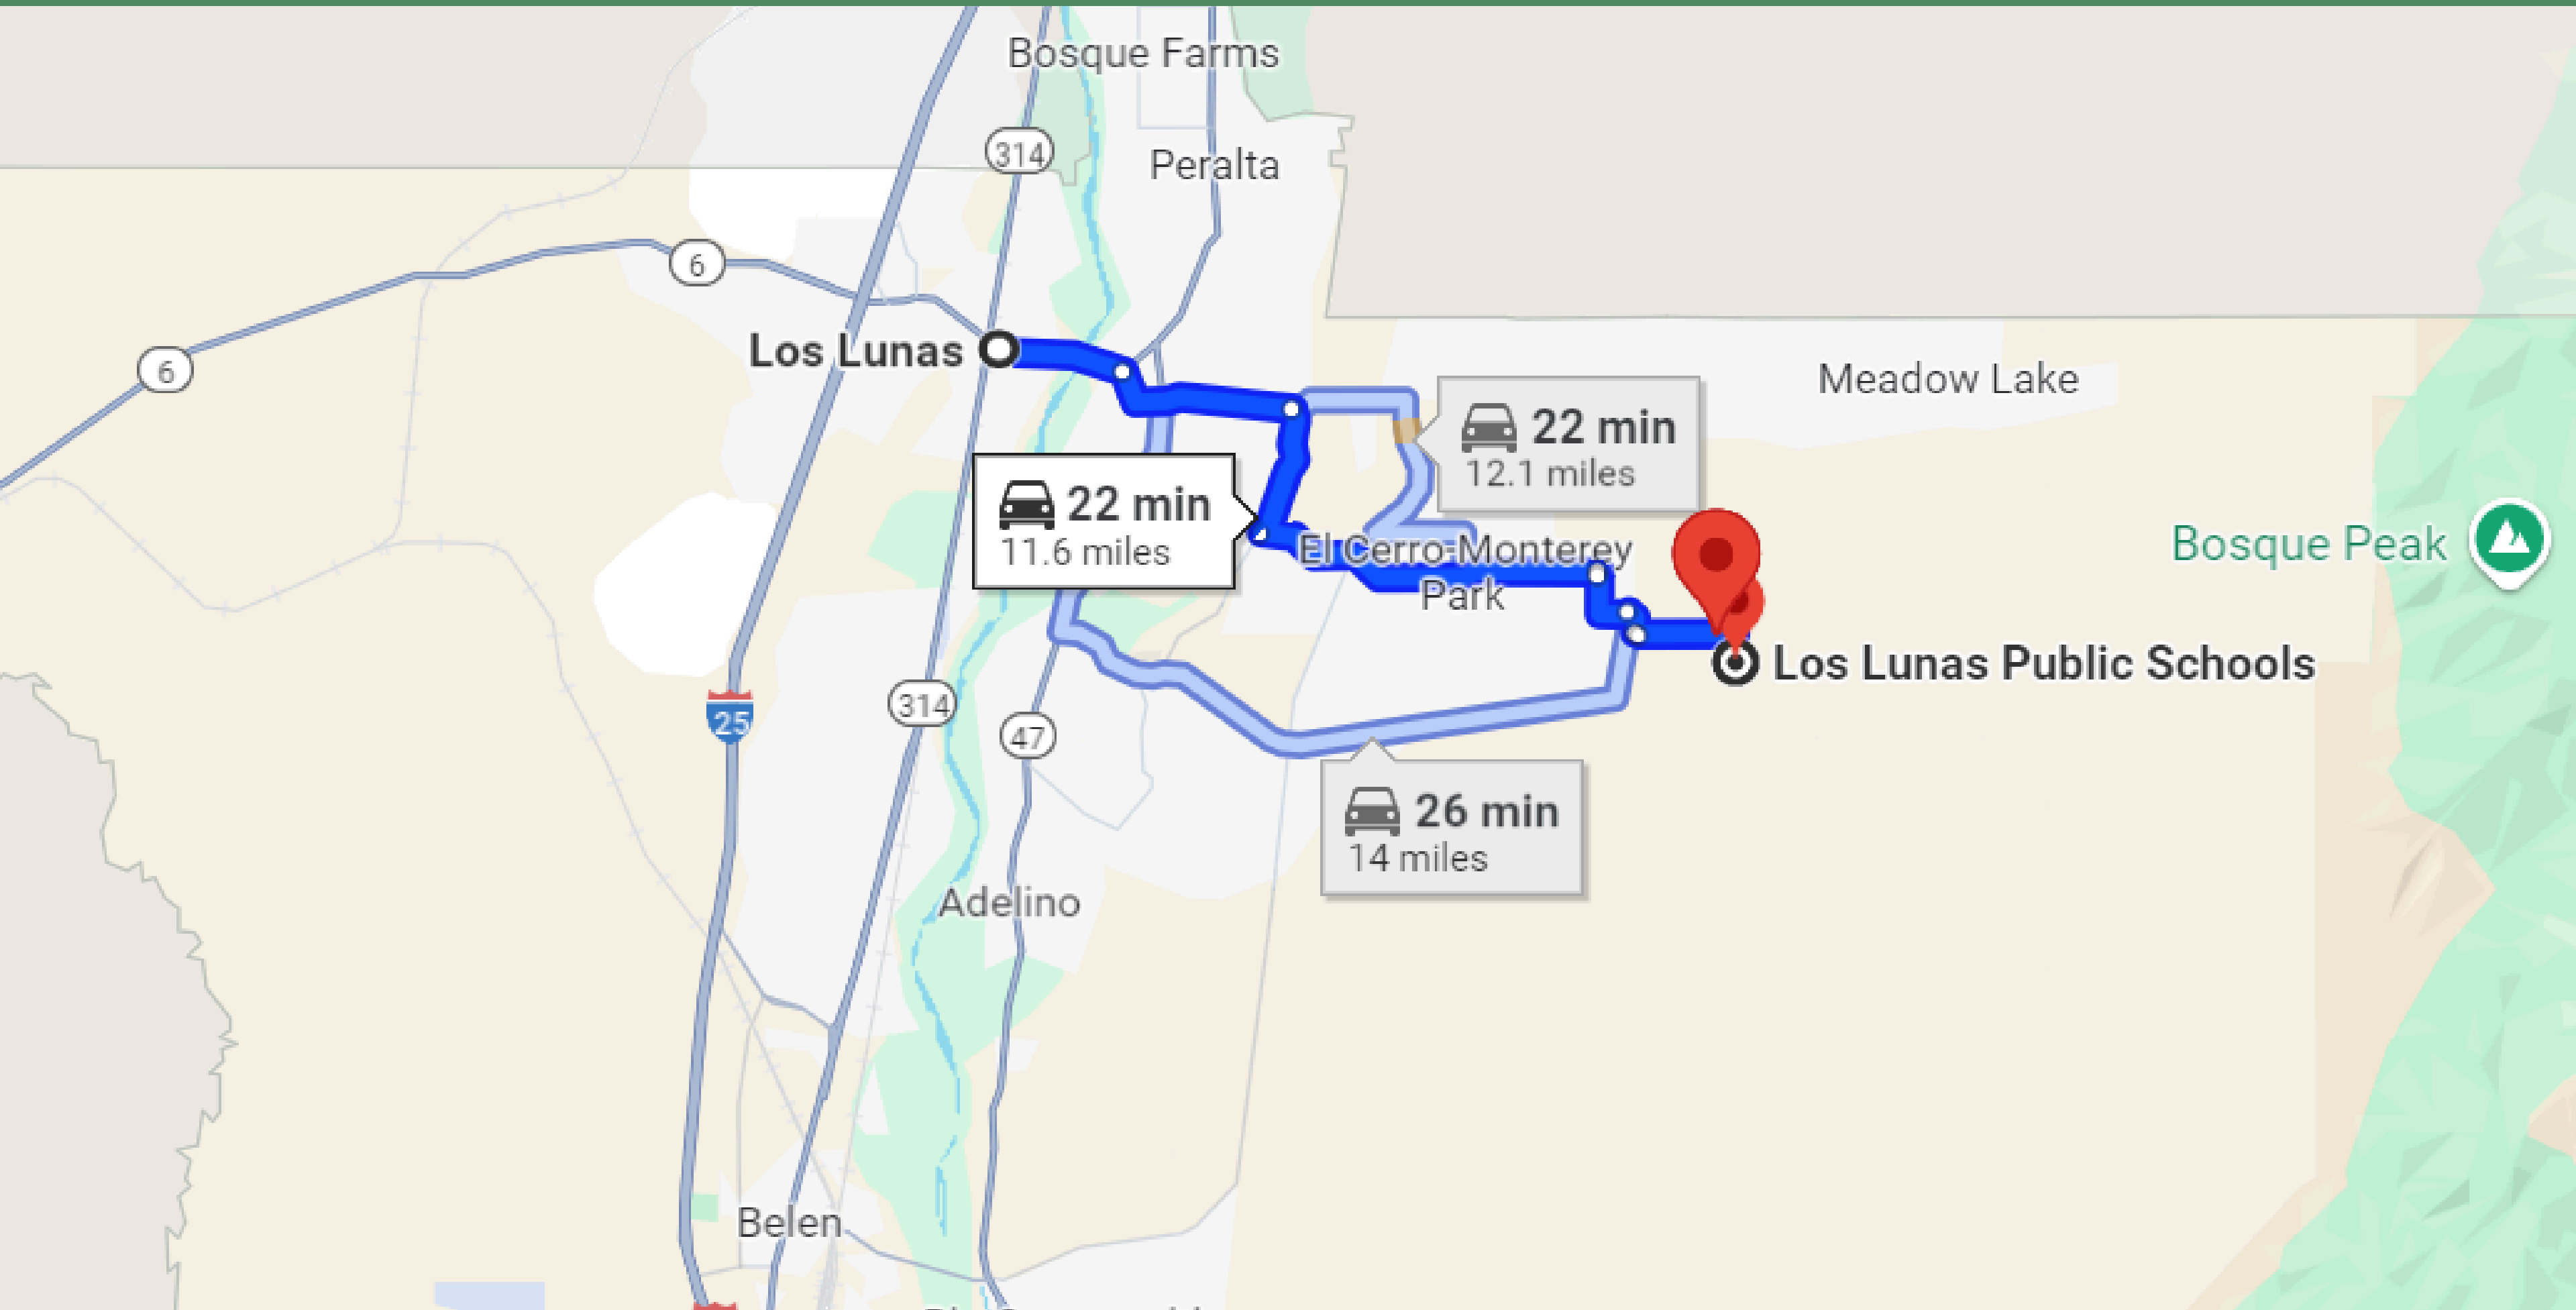 Bosque Farms
314
Peralta
6
6
Los Lunas
Meadow Lake
22 min
12.1 miles
22 min
11.6 miles
El Cerro-Monterey
Park
Bosque Peak
Los Lunas Public Schools
25
314
47
26 min
14 miles
Adelino
Belen